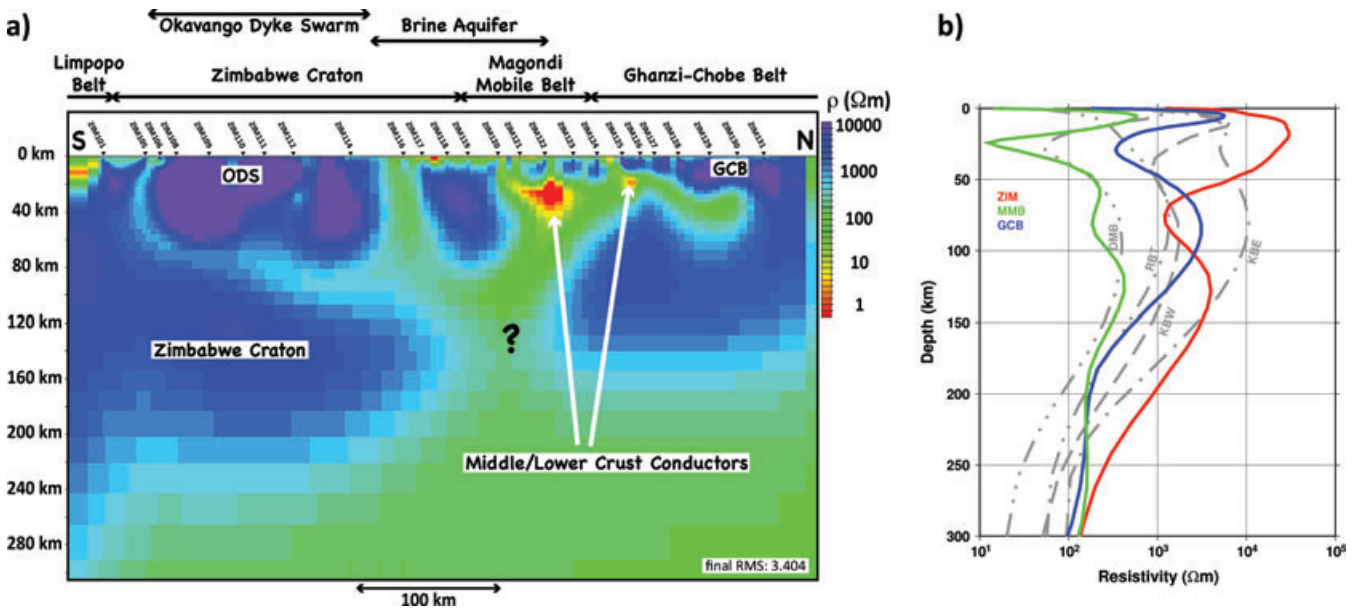 a)
Okavango Dyke Swarm
Brine Aquifer
Limpopo Belt
Zimbabwe Craton
Magondi Mobile Belt
Ghanzi-Chobe Belt
ρ (Ωm)
10000
1000
100
10
1
S
N
0 km
40 km
80 km
120 km
160 km
200 km
240 km
280 km
ODS
GCB
Zimbabwe Craton
?
Middle/Lower Crust Conductors
final RMS: 3.404
100 km
b)
0
50
100
150
200
250
300
Depth (km)
ZIM
MMB
GCB
DMB
RBT
KBW
KBE
10¹
10²
10³
10⁴
10⁵
Resistivity (Ωm)